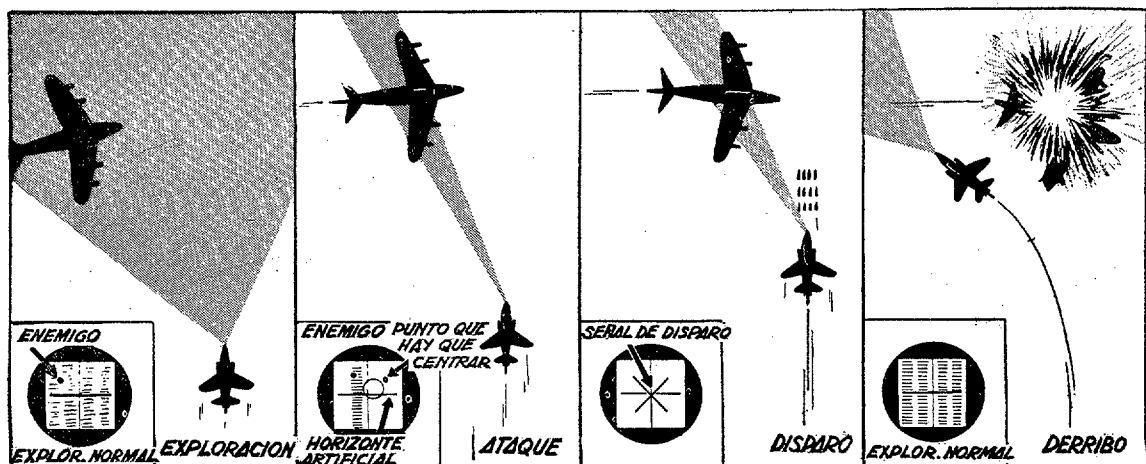 ENEMIGO
EXPLOR. NORMAL
EXPLORACION
ENEMIGO
PUNTO QUE
HAY QUE
CENTRAR
HORIZONTE
ARTIFICIAL
ATAQUE
SEÑAL DE DISPARO
DISPARO
EXPLOR. NORMAL
DERRIBO